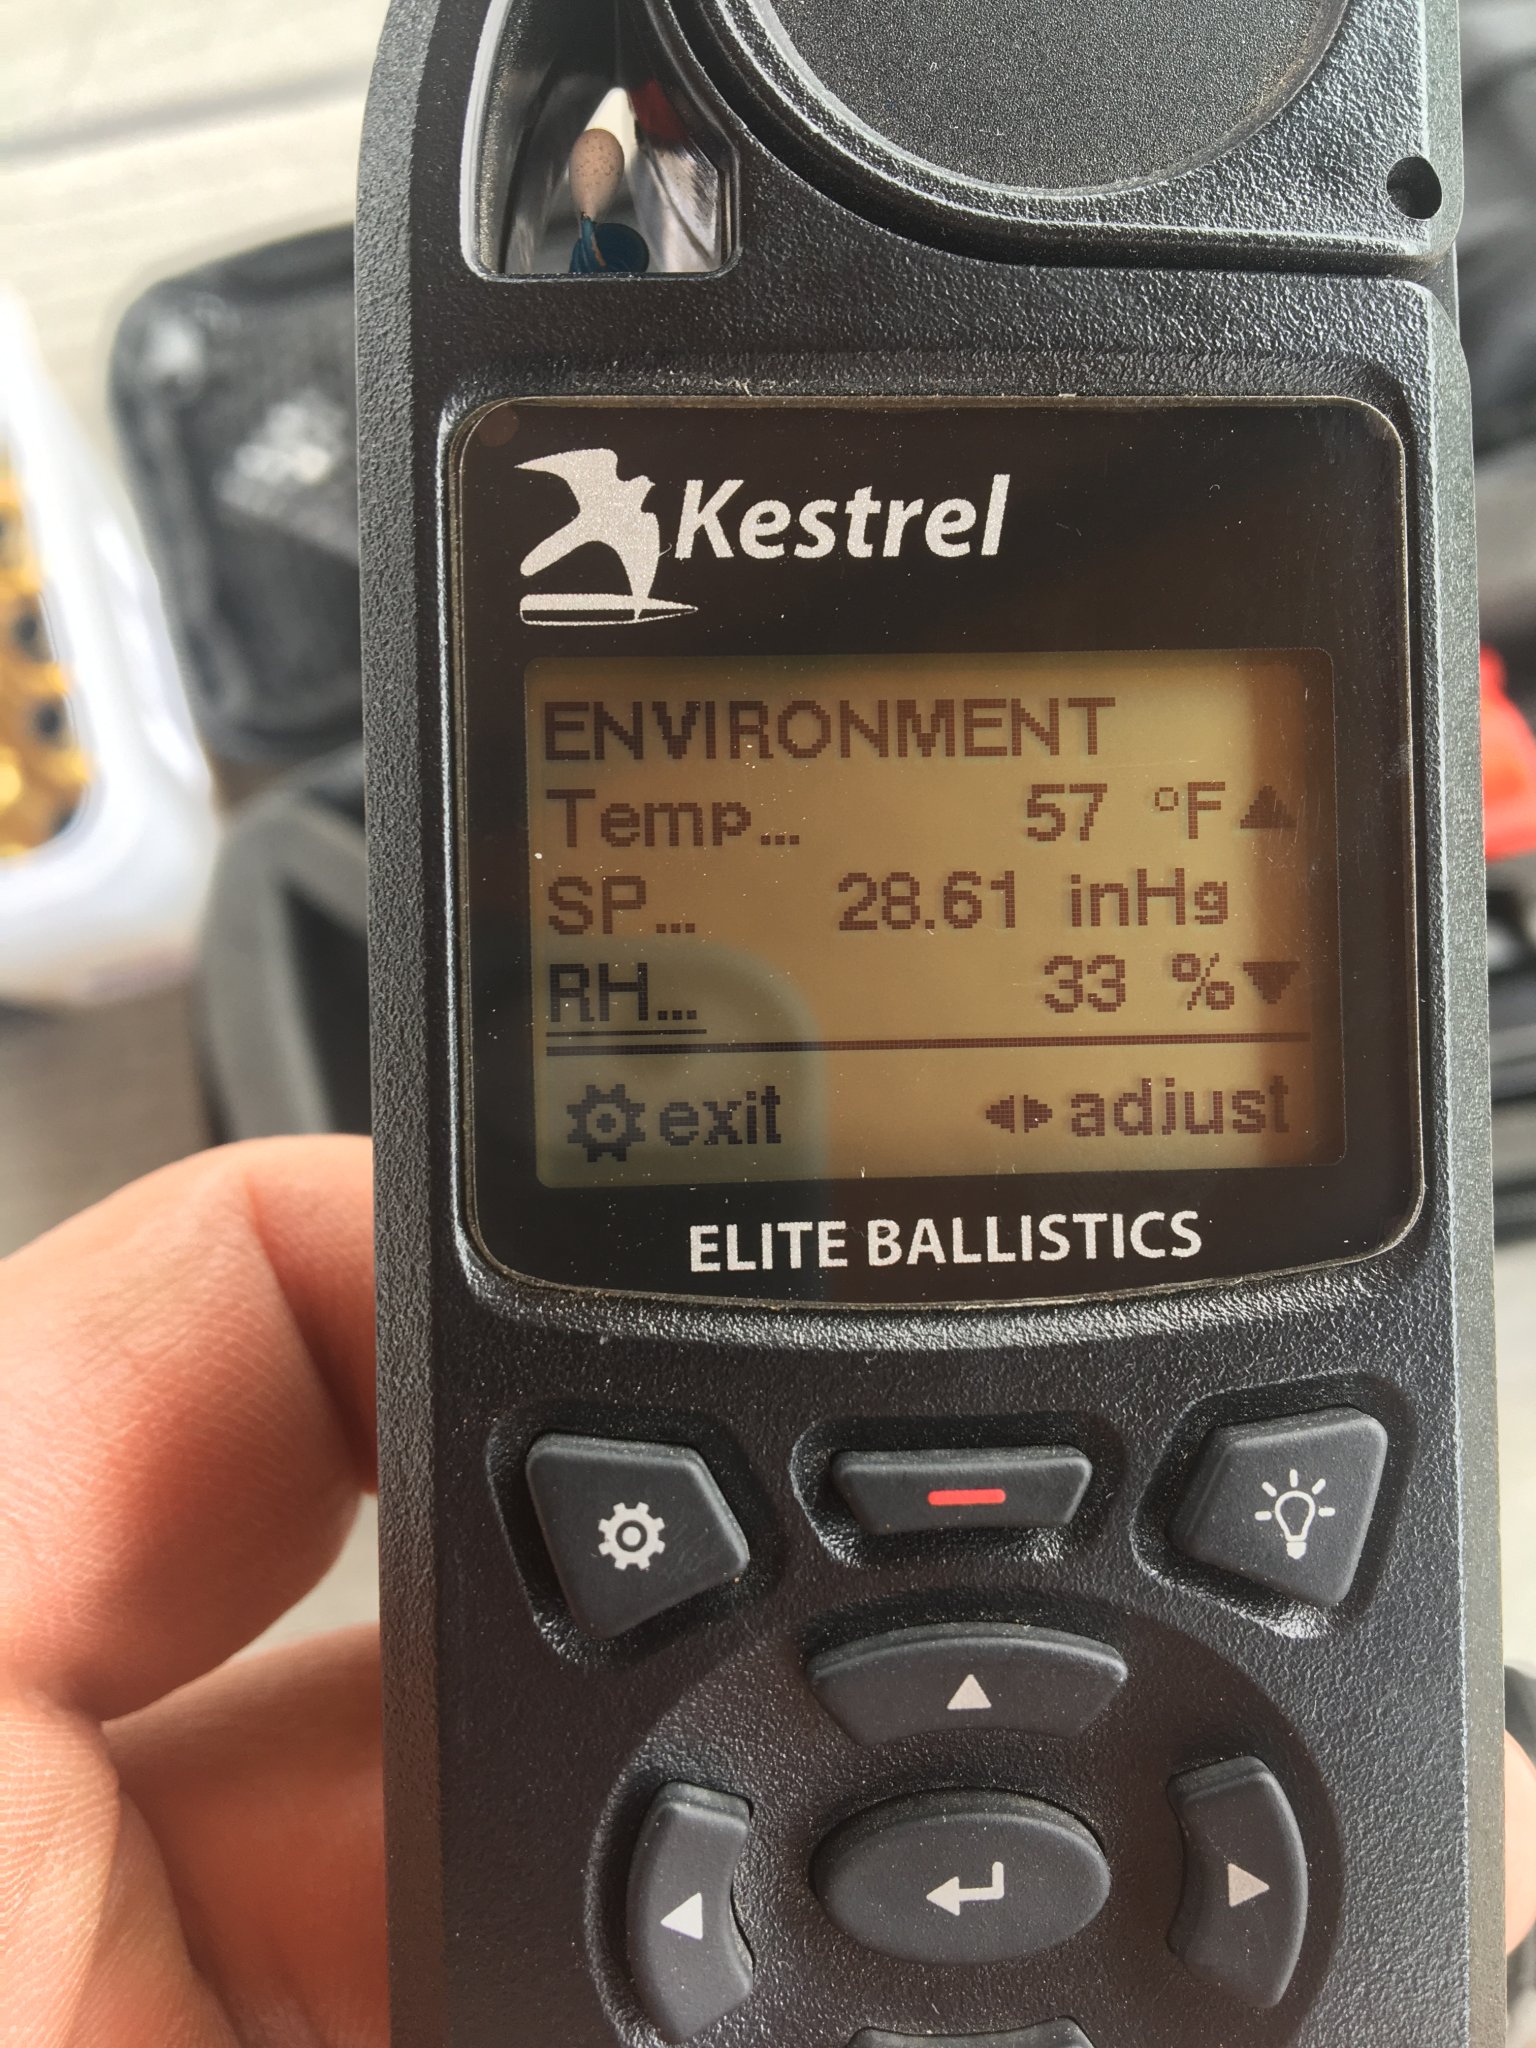 Kestrel
ENVIRONMENT
Temp... 57 °F▲
SP... 28.61 inHg
RH... 33 %▼
exit ◀▶adjust
ELITE BALLISTICS